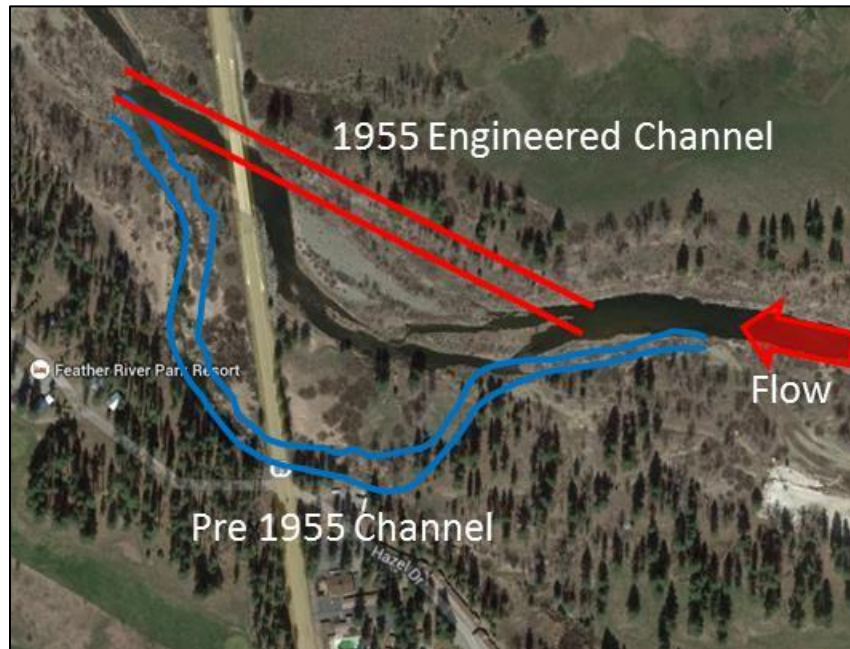 1955 Engineered Channel
Feather River Park Resort
Flow
Pre 1955 Channel
Hazel Dr